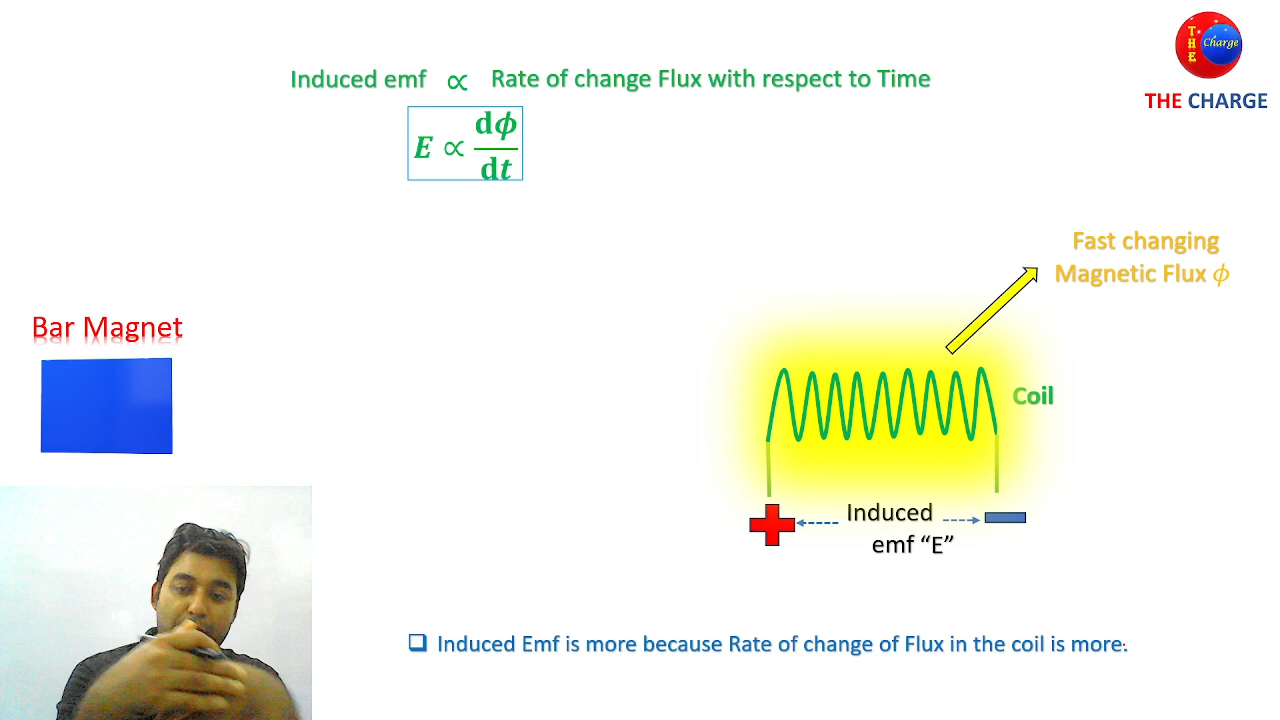 Induced emf ∝ Rate of change Flux with respect to Time
E ∝ dϕ/dt
THE Charge
THE CHARGE
Fast changing
Magnetic Flux ϕ
Bar Magnet
Coil
Induced
emf “E”
❑ Induced Emf is more because Rate of change of Flux in the coil is more.